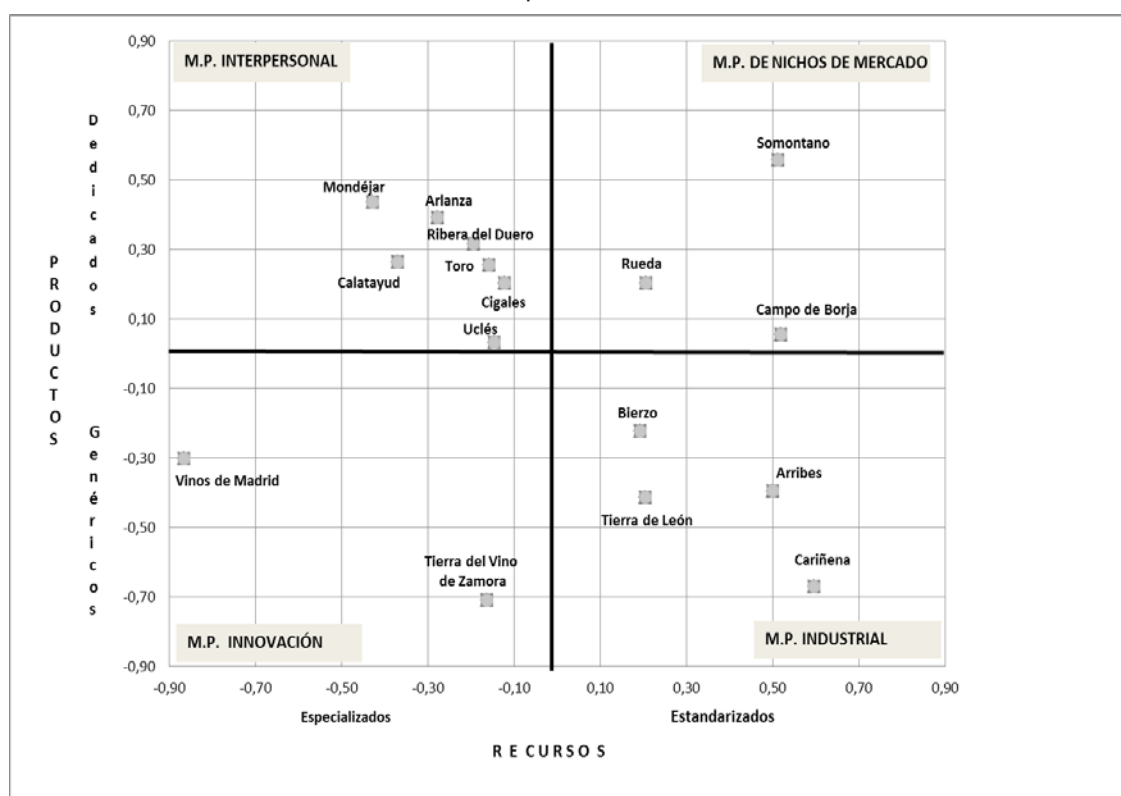 0,90
M.P. INTERPERSONAL
M.P. DE NICHOS DE MERCADO
0,70
Somontano
0,50
Mondéjar
Arlanza
Ribera del Duero
0,30
Toro
Rueda
Calatayud
Cigales
Campo de Borja
Uclés
0,10
-0,10
Bierzo
-0,30
Vinos de Madrid
Arribes
-0,50
Tierra de León
Tierra del Vino
de Zamora
Cariñena
-0,70
M.P. INNOVACIÓN
M.P. INDUSTRIAL
-0,90
-0,90 -0,70 -0,50 -0,30 -0,10 0,10 0,30 0,50 0,70 0,90
Especializados
Estandarizados
R E C U R S O S
P R O D U C T O S
D e d i c a d o s
G e n é r i c o s